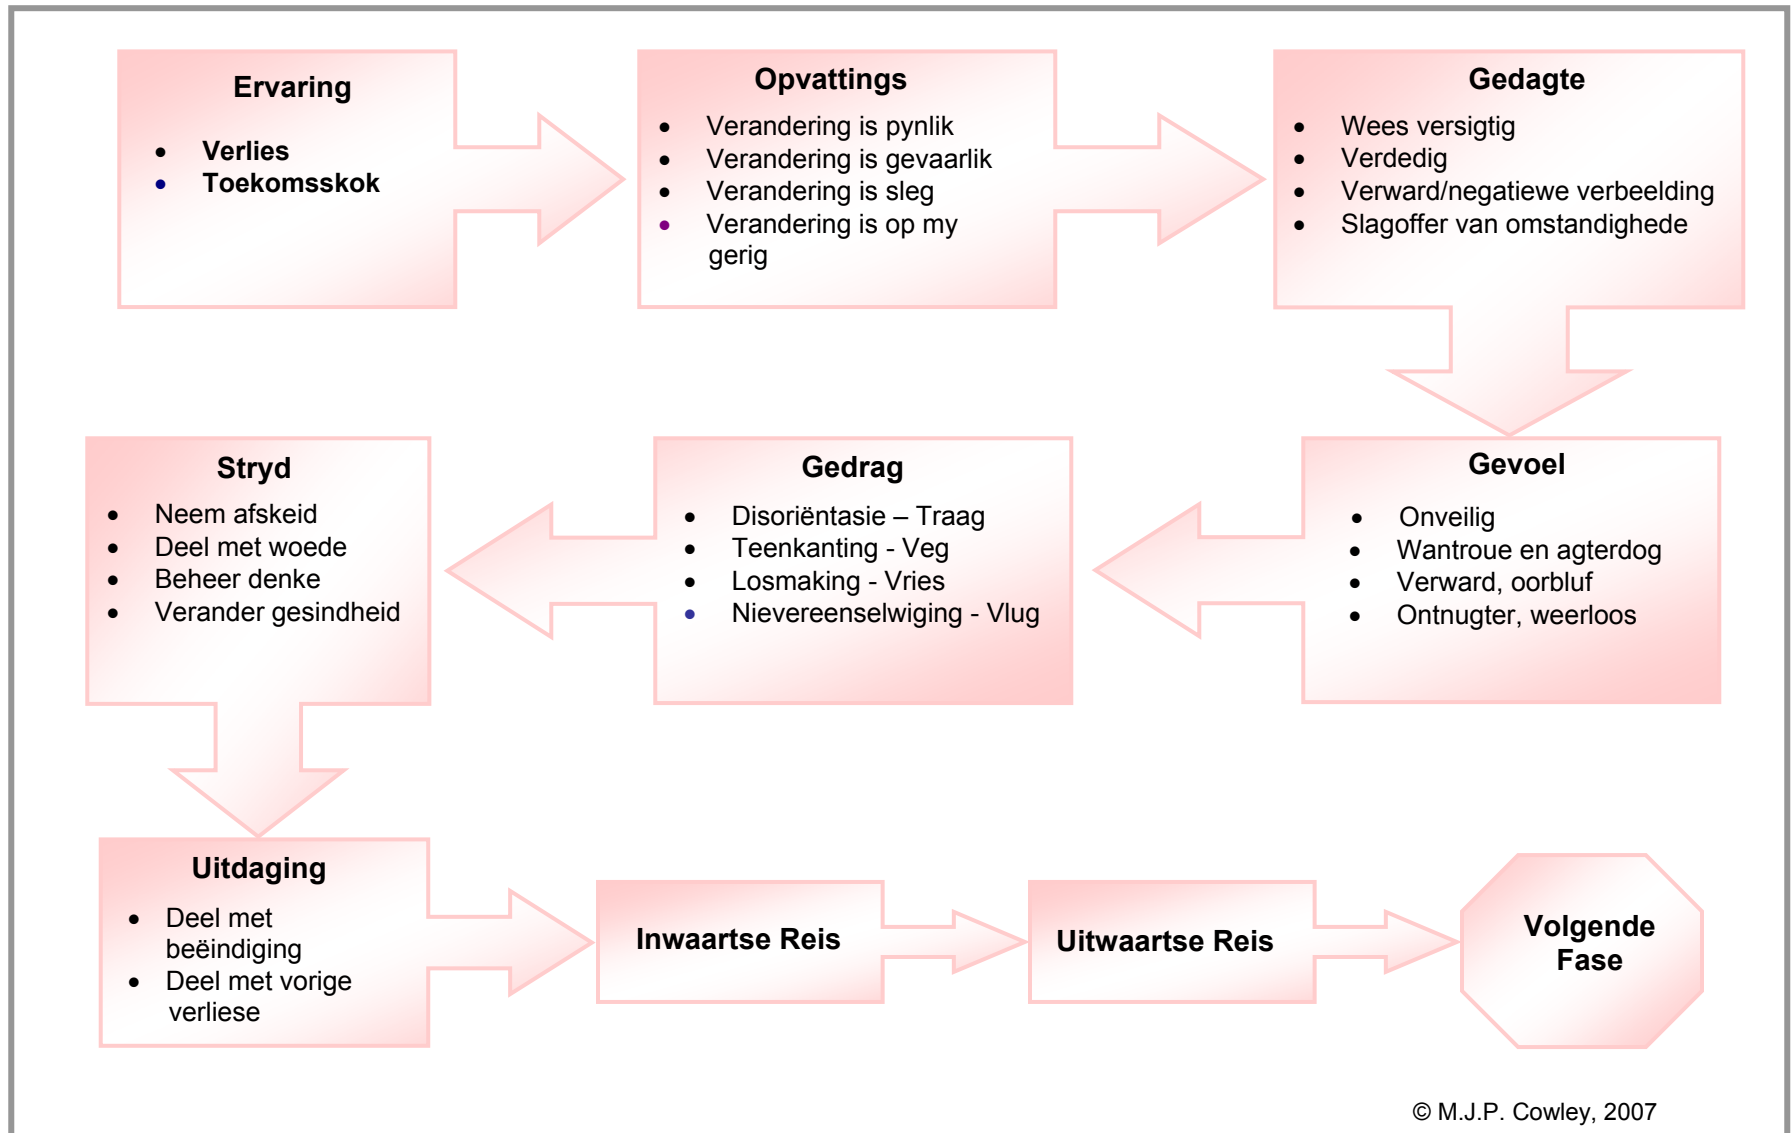 Ervaring
• Verlies
• Toekomsskok
Opvattings
• Verandering is pynlik
• Verandering is gevaarlik
• Verandering is sleg
• Verandering is op my
gerig
Gedagte
• Wees versigtig
• Verdedig
• Verward/negatiewe verbeelding
• Slagoffer van omstandighede
Gevoel
• Onveilig
• Wantroue en agterdog
• Verward, oorbluf
• Ontnugter, weerloos
Gedrag
• Disoriëntasie – Traag
• Teenkanting - Veg
• Losmaking - Vries
• Nievereenselwiging - Vlug
Stryd
• Neem afskeid
• Deel met woede
• Beheer denke
• Verander gesindheid
Uitdaging
• Deel met
beëindiging
• Deel met vorige
verliese
Inwaartse Reis
Uitwaartse Reis
Volgende
Fase
© M.J.P. Cowley, 2007